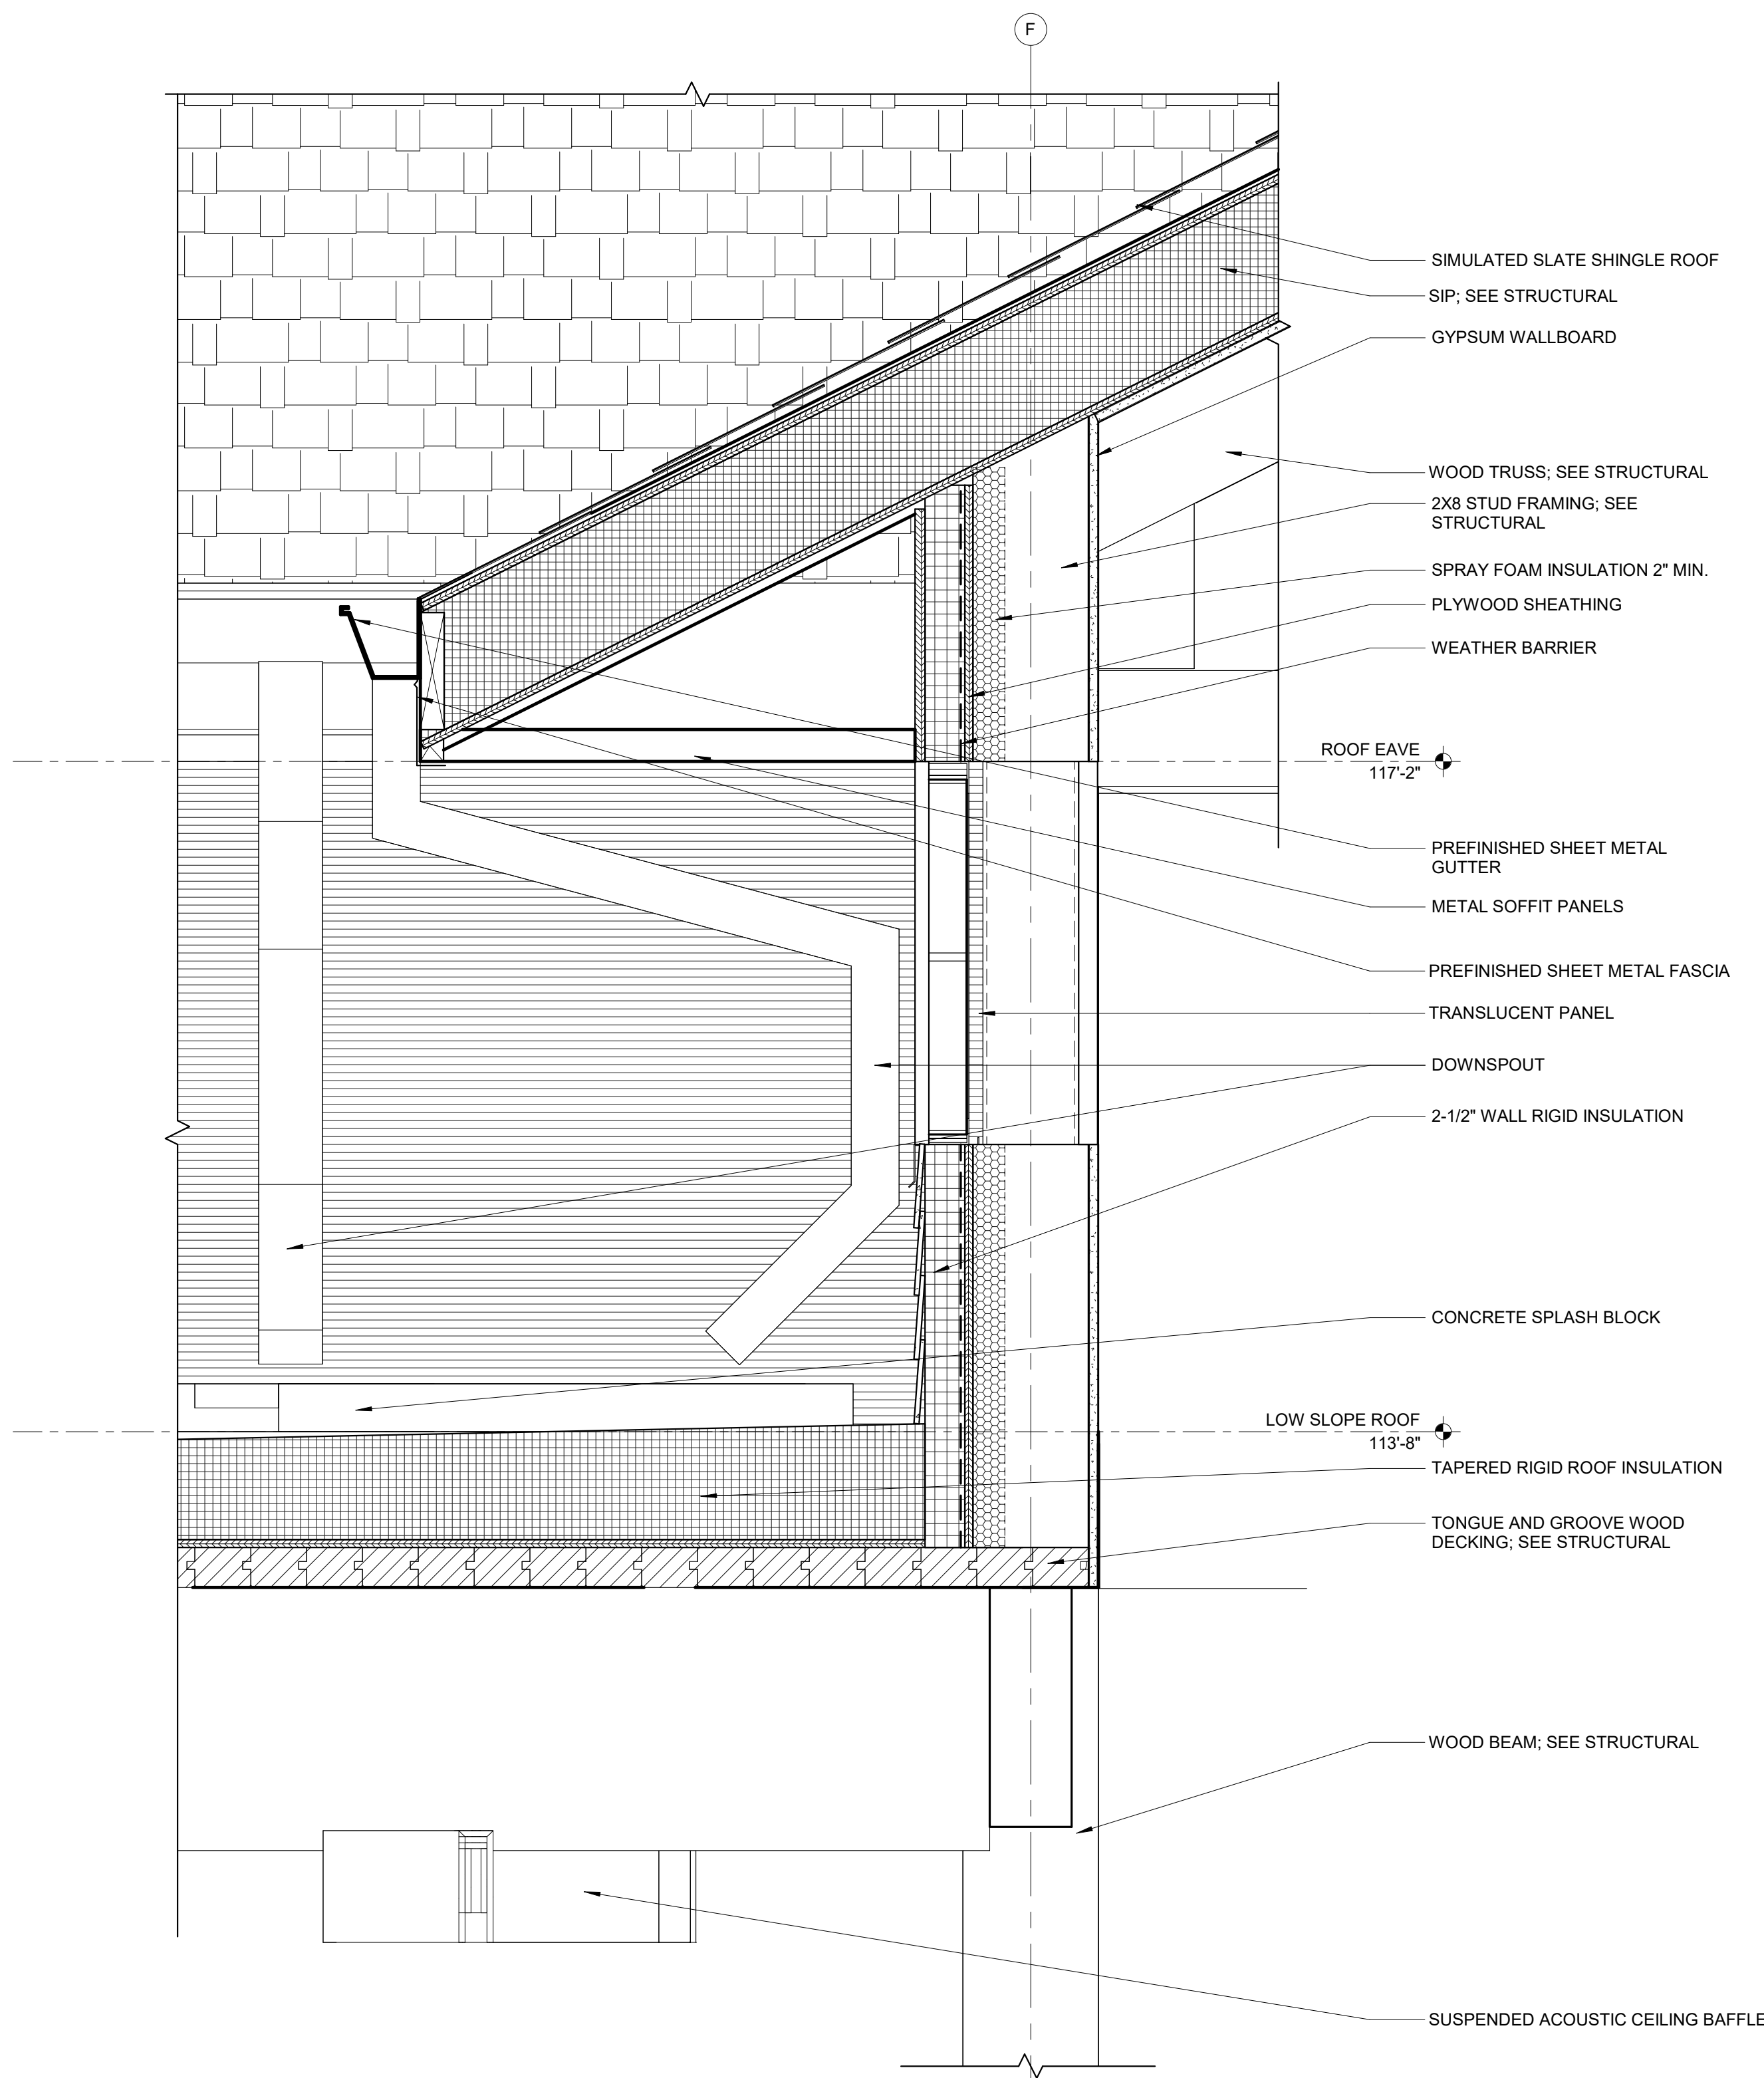 F
SIMULATED SLATE SHINGLE ROOF
SIP; SEE STRUCTURAL
GYPSUM WALLBOARD
WOOD TRUSS; SEE STRUCTURAL
2X8 STUD FRAMING; SEE
STRUCTURAL
SPRAY FOAM INSULATION 2" MIN.
PLYWOOD SHEATHING
WEATHER BARRIER
ROOF EAVE
117'-2"
PREFINISHED SHEET METAL
GUTTER
METAL SOFFIT PANELS
PREFINISHED SHEET METAL FASCIA
TRANSLUCENT PANEL
DOWNSPOUT
2-1/2" WALL RIGID INSULATION
CONCRETE SPLASH BLOCK
LOW SLOPE ROOF
113'-8"
TAPERED RIGID ROOF INSULATION
TONGUE AND GROOVE WOOD
DECKING; SEE STRUCTURAL
WOOD BEAM; SEE STRUCTURAL
SUSPENDED ACOUSTIC CEILING BAFFLE